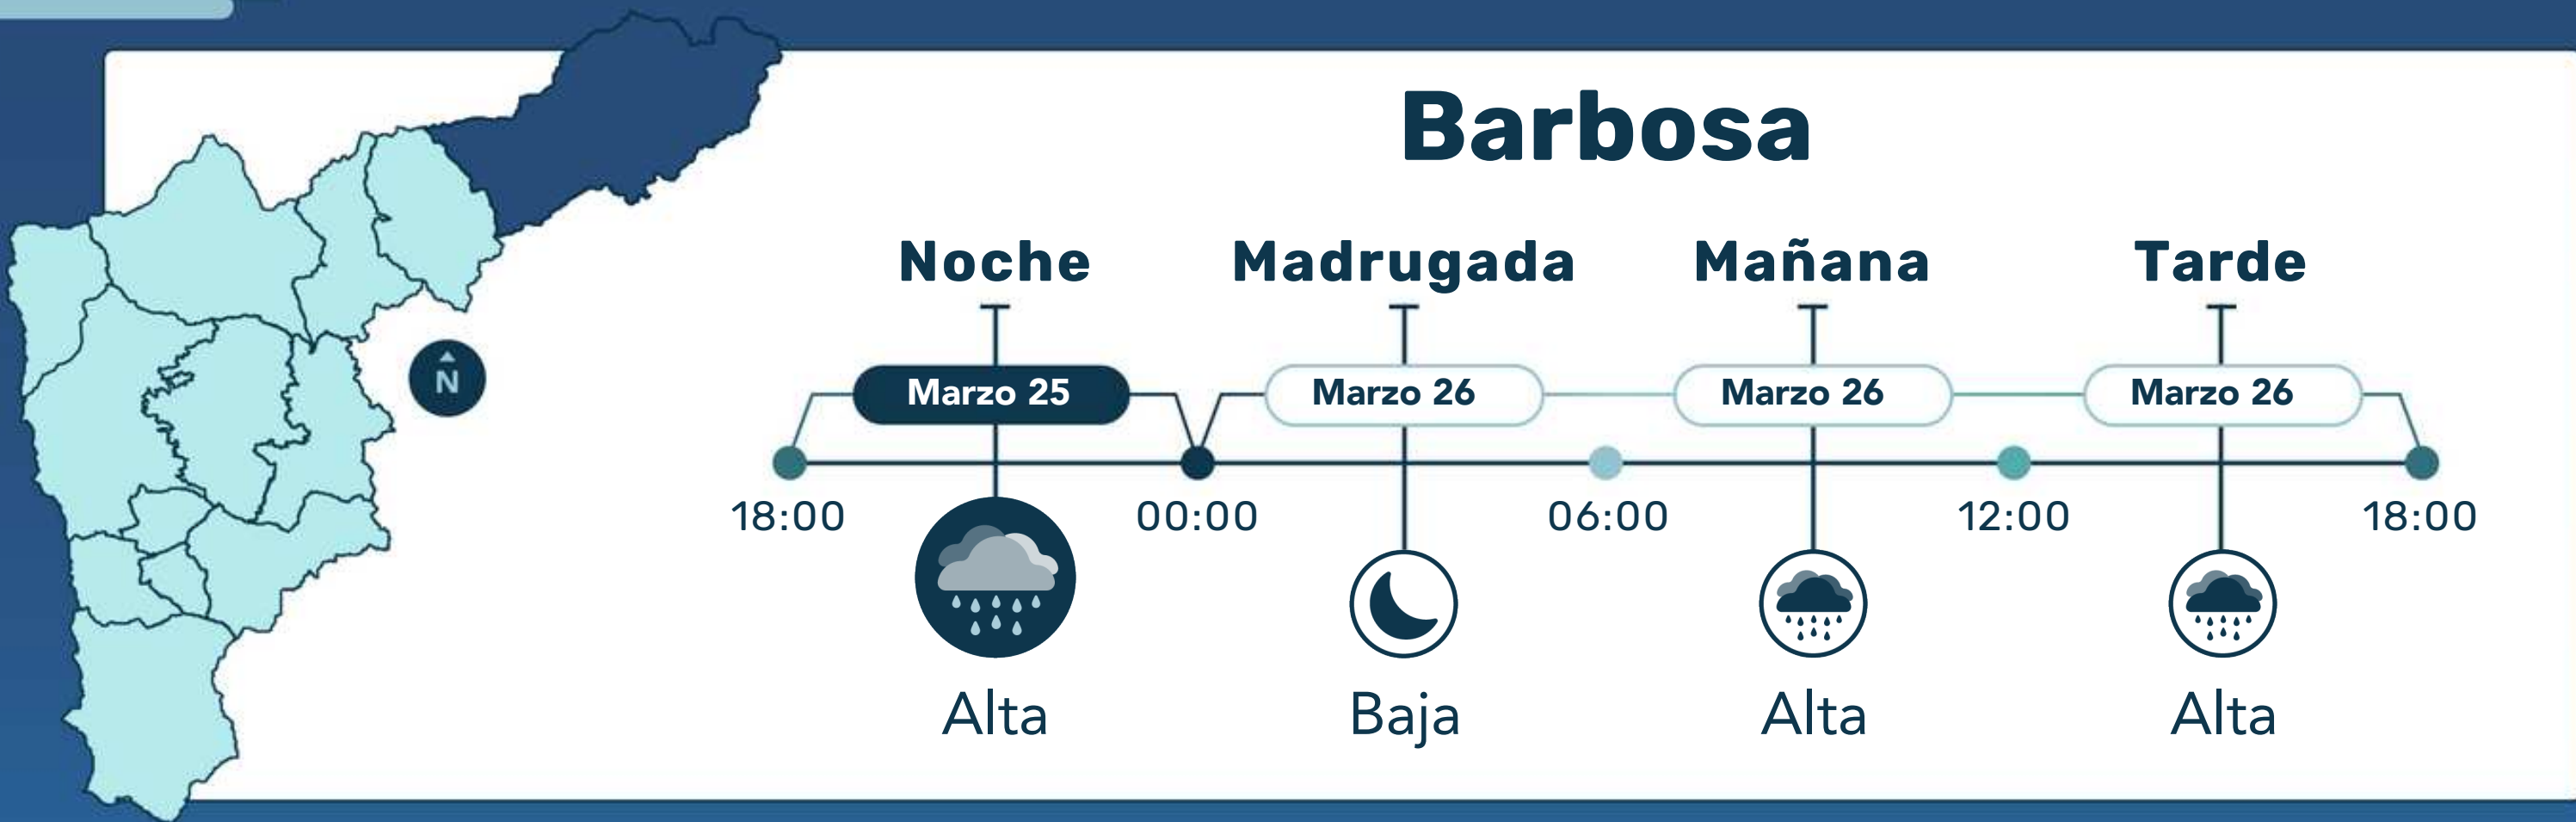 Barbosa
Noche Madrugada Mañana Tarde
N
Marzo 25 Marzo 26 Marzo 26 Marzo 26
18:00 00:00 06:00 12:00 18:00
Alta Baja Alta Alta